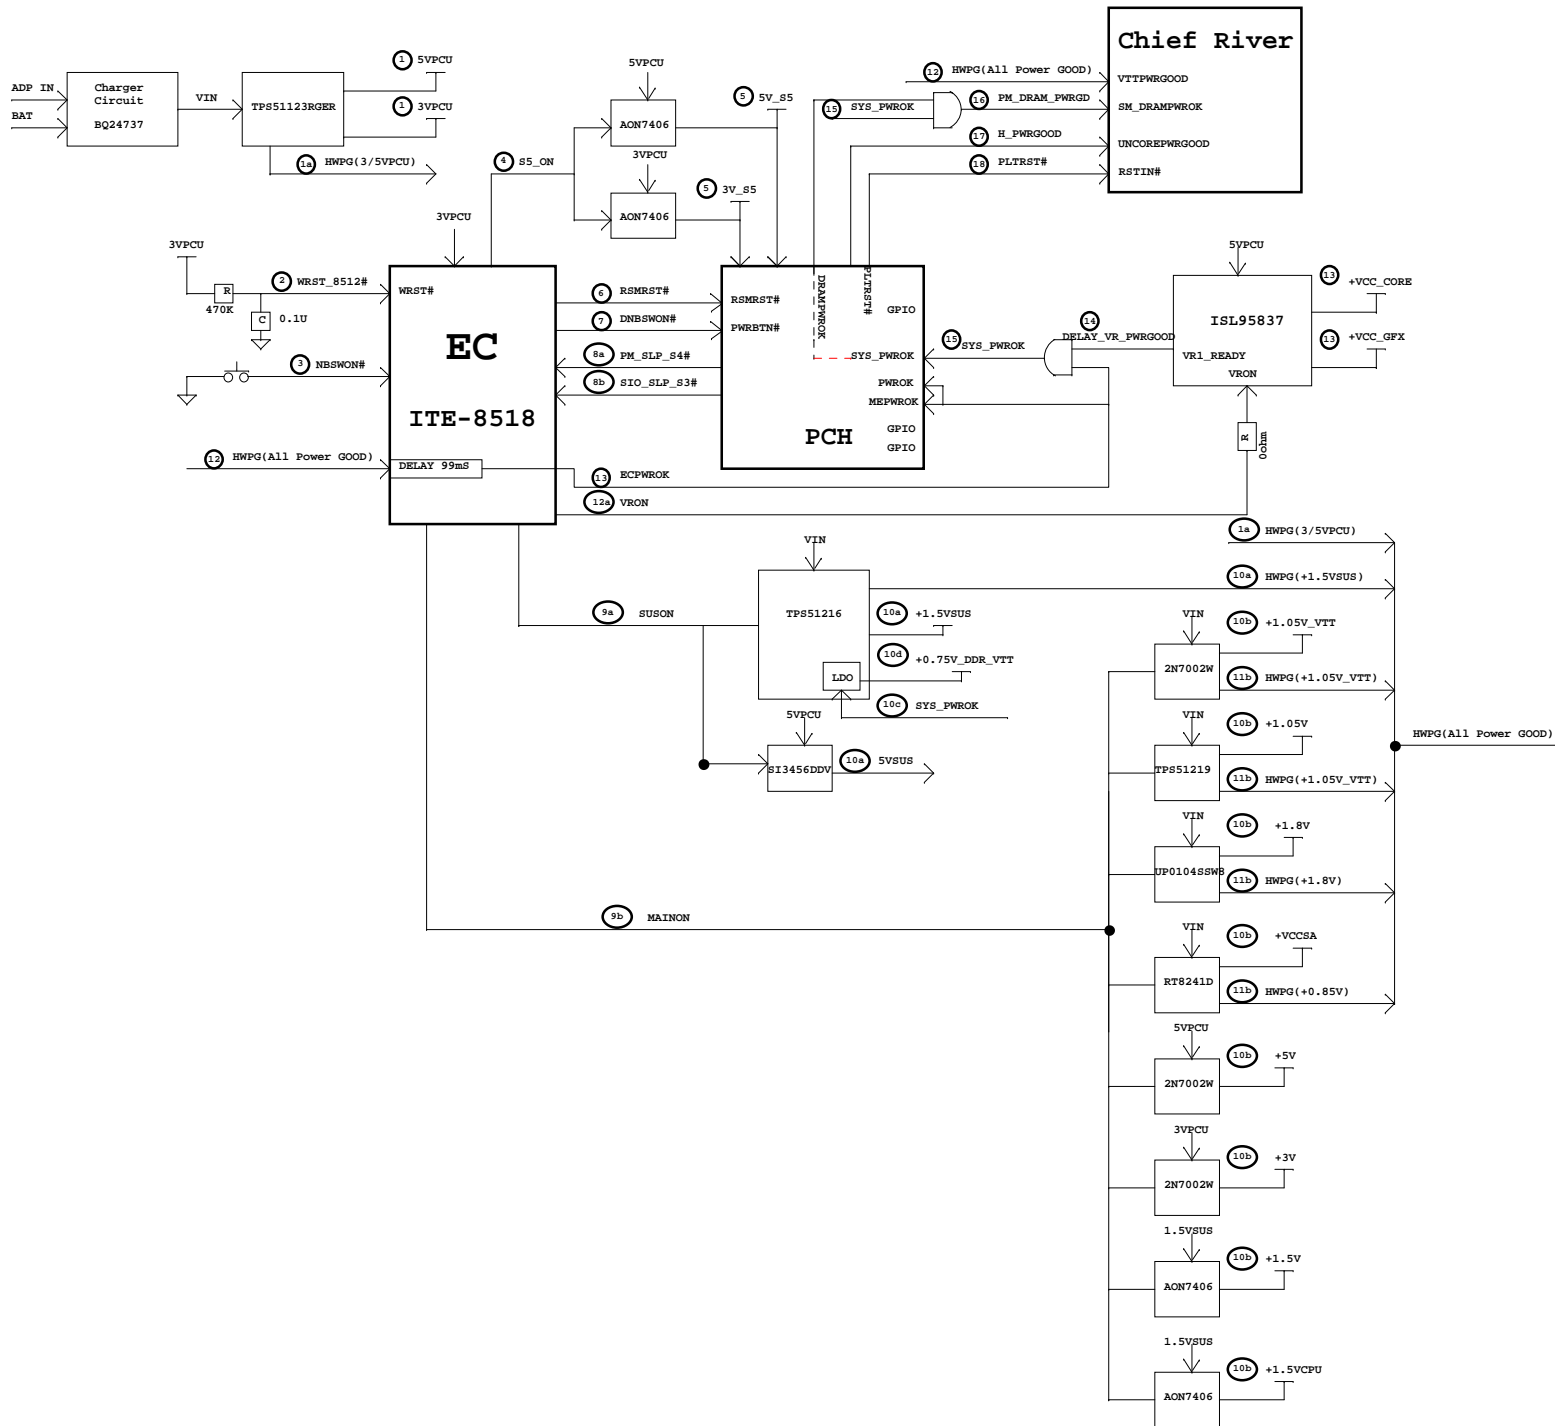 Chief River
12 HWPG(All Power GOOD)
VTTPWRGOOD
15 SYS_PWROK
16 PM_DRAM_PWRGD
SM_DRAMPWROK
17 H_PWRGOOD
UNCOREPWRGOOD
18 PLTRST#
RSTIN#
ADP IN
BAT
Charger
Circuit
BQ24737
VIN
TPS51123RGER
1 5VPCU
1 3VPCU
1a HWPG(3/5VPCU)
4 S5_ON
5VPCU
AON7406
3VPCU
AON7406
5 5V_S5
5 3V_S5
3VPCU
R
470K
C 0.1U
2 WRST_8512#
3 NBSWON#
12 HWPG(All Power GOOD)
3VPCU
WRST#
EC
ITE-8518
DELAY 99mS
6 RSMRST#
7 DNBSWON#
8a PM_SLP_S4#
8b SIO_SLP_S3#
13 ECPWROK
12a VRON
RSMRST#
PWRBTN#
DRAMPWROK
PLTRST#
GPIO
SYS_PWROK
PWROK
MEPWROK
GPIO
GPIO
PCH
15 SYS_PWROK
14
DELAY_VR_PWRGOOD
5VPCU
ISL95837
VR1_READY
VRON
R
0ohm
13 +VCC_CORE
13 +VCC_GFX
1a HWPG(3/5VPCU)
10a HWPG(+1.5VSUS)
9a SUSON
VIN
TPS51216
LDO
10a +1.5VSUS
10d +0.75V_DDR_VTT
10c SYS_PWROK
5VPCU
SI3456DDV
10a 5VSUS
VIN
2N7002W
10b +1.05V_VTT
11b HWPG(+1.05V_VTT)
VIN
TPS51219
10b +1.05V
11b HWPG(+1.05V_VTT)
HWPG(All Power GOOD)
VIN
UP0104SSW8
10b +1.8V
11b HWPG(+1.8V)
9b MAINON
VIN
RT8241D
10b +VCCSA
11b HWPG(+0.85V)
5VPCU
2N7002W
10b +5V
3VPCU
2N7002W
10b +3V
1.5VSUS
AON7406
10b +1.5V
1.5VSUS
AON7406
10b +1.5VCPU